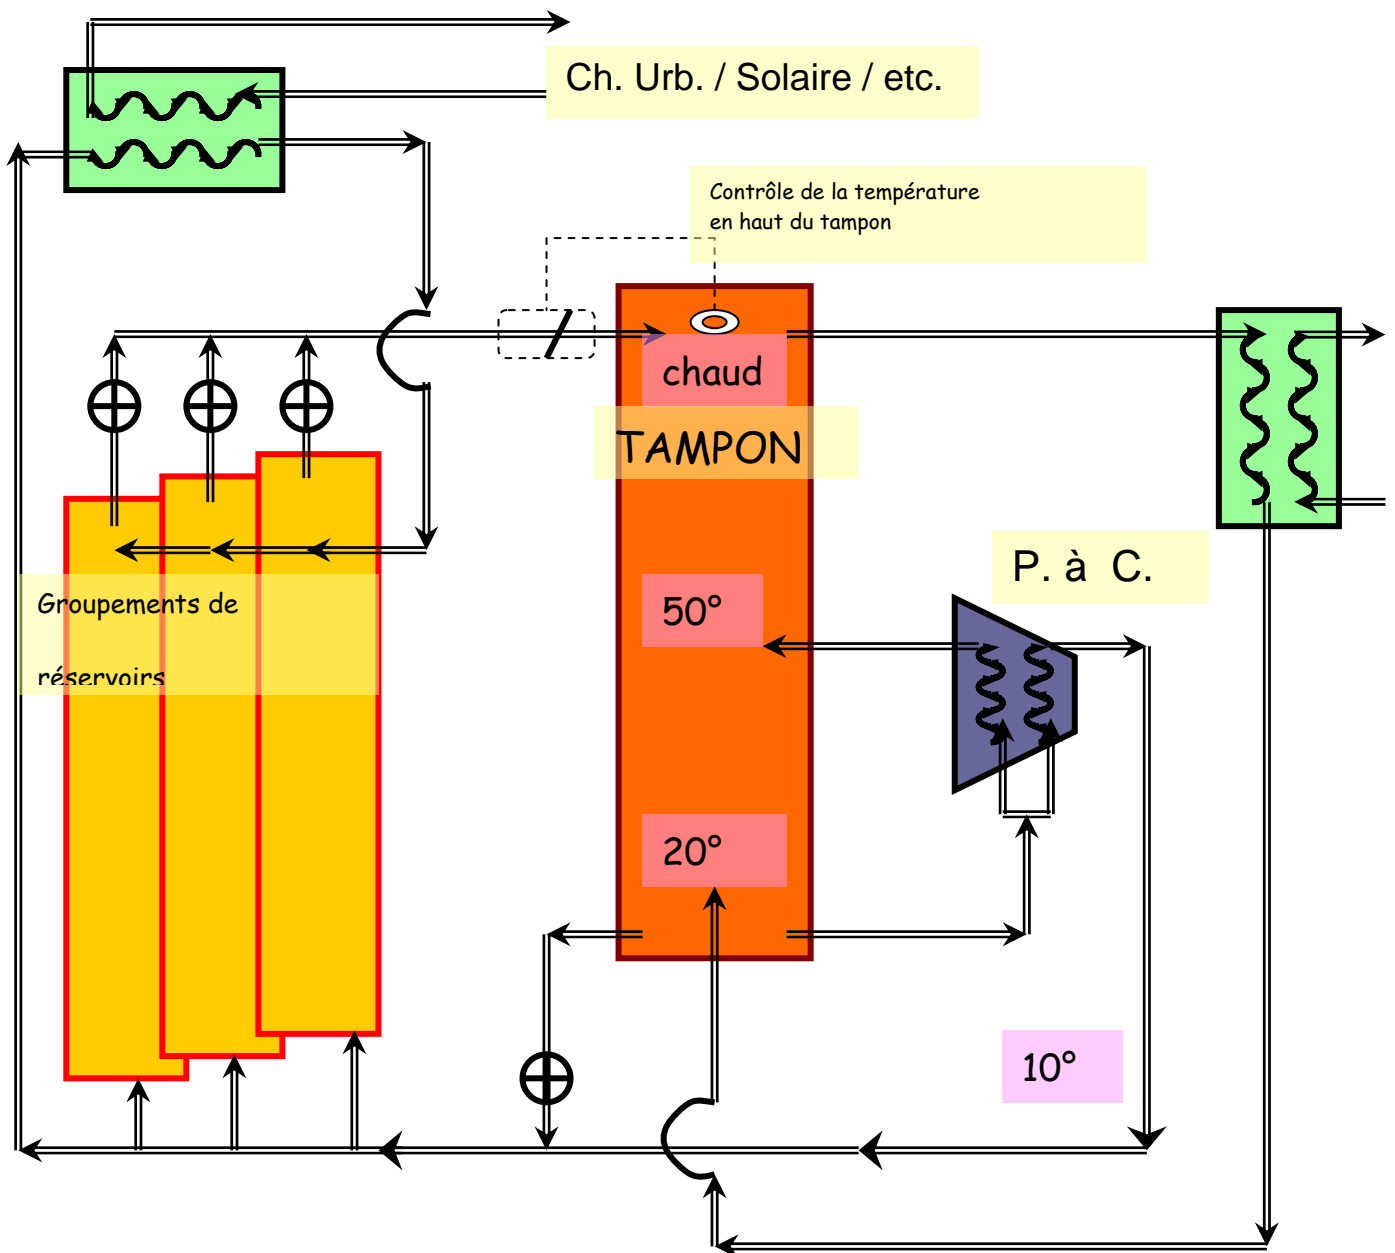 Ch. Urb. / Solaire / etc.
Contrôle de la température
en haut du tampon
chaud
TAMPON
P. à  C.
50°
Groupements de
réservoirs
20°
10°